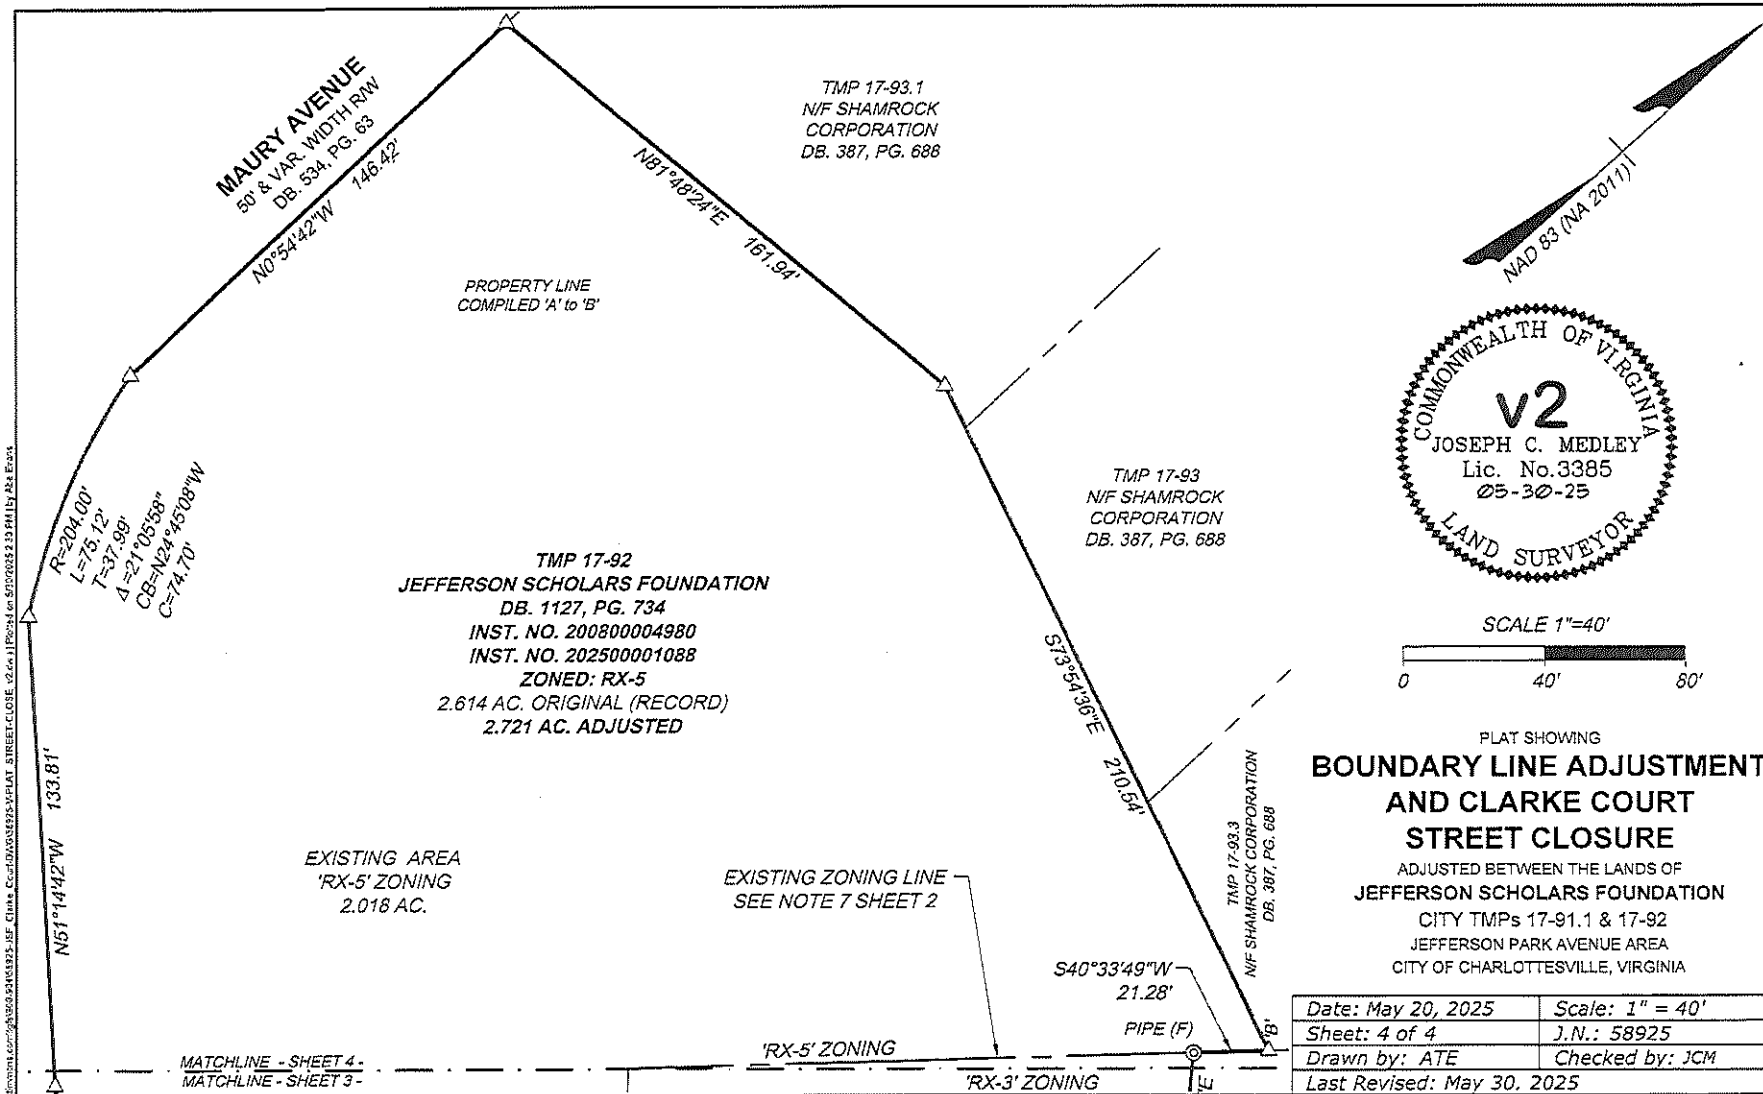 MAURY AVENUE
50' & VAR. WIDTH R/W
DB. 534, PG. 63
N0°54'42"W 146.42'
N81°48'24"E 161.94'
TMP 17-93.1
N/F SHAMROCK
CORPORATION
DB. 387, PG. 688
NAD 83 (NA 2011)
PROPERTY LINE
COMPILED 'A' to 'B'
COMMONWEALTH OF VIRGINIA
v2
JOSEPH C. MEDLEY
Lic. No.3385
05-30-25
LAND SURVEYOR
R=204.00'
L=75.12'
T=37.99'
Δ=21°05'58"
CB=N24°45'08"W
C=74.70'
TMP 17-93
N/F SHAMROCK
CORPORATION
DB. 387, PG. 688
TMP 17-92
JEFFERSON SCHOLARS FOUNDATION
DB. 1127, PG. 734
INST. NO. 200800004980
INST. NO. 202500001088
ZONED: RX-5
2.614 AC. ORIGINAL (RECORD)
2.721 AC. ADJUSTED
SCALE 1"=40'
0 40' 80'
S73°54'36"E 210.54'
N51°14'42"W 133.81'
PLAT SHOWING
BOUNDARY LINE ADJUSTMENT
AND CLARKE COURT
STREET CLOSURE
ADJUSTED BETWEEN THE LANDS OF
JEFFERSON SCHOLARS FOUNDATION
CITY TMPs 17-91.1 & 17-92
JEFFERSON PARK AVENUE AREA
CITY OF CHARLOTTESVILLE, VIRGINIA
EXISTING AREA
'RX-5' ZONING
2.018 AC.
EXISTING ZONING LINE
SEE NOTE 7 SHEET 2
TMP 17-93.3
N/F SHAMROCK CORPORATION
DB. 387, PG. 688
S40°33'49"W
21.28'
PIPE (F)
'B'
'RX-5' ZONING
MATCHLINE - SHEET 4 -
MATCHLINE - SHEET 3 -
'RX-3' ZONING
Date: May 20, 2025 Scale: 1" = 40'
Sheet: 4 of 4 J.N.: 58925
Drawn by: ATE Checked by: JCM
Last Revised: May 30, 2025